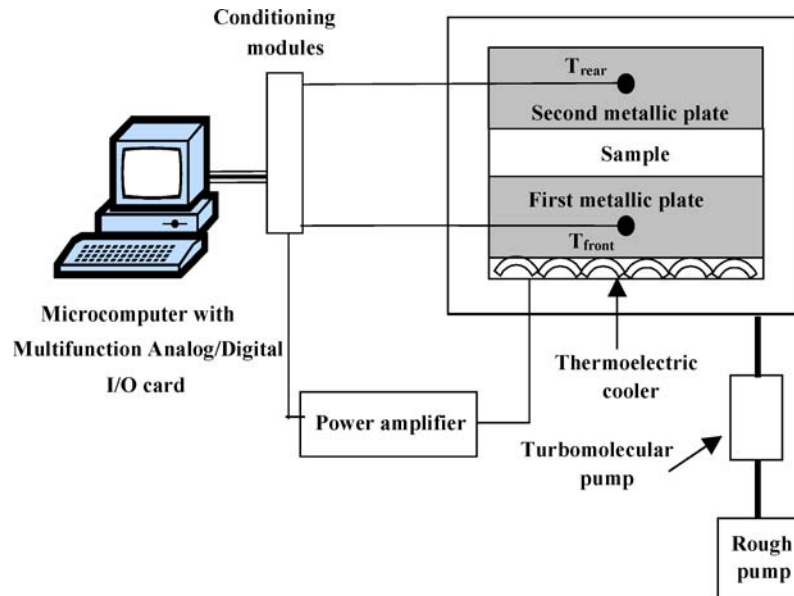 Conditioning
modules
T_rear
Second metallic plate
Sample
First metallic plate
T_front
Microcomputer with
Multifunction Analog/Digital
I/O card
Thermoelectric
cooler
Power amplifier
Turbomolecular
pump
Rough
pump